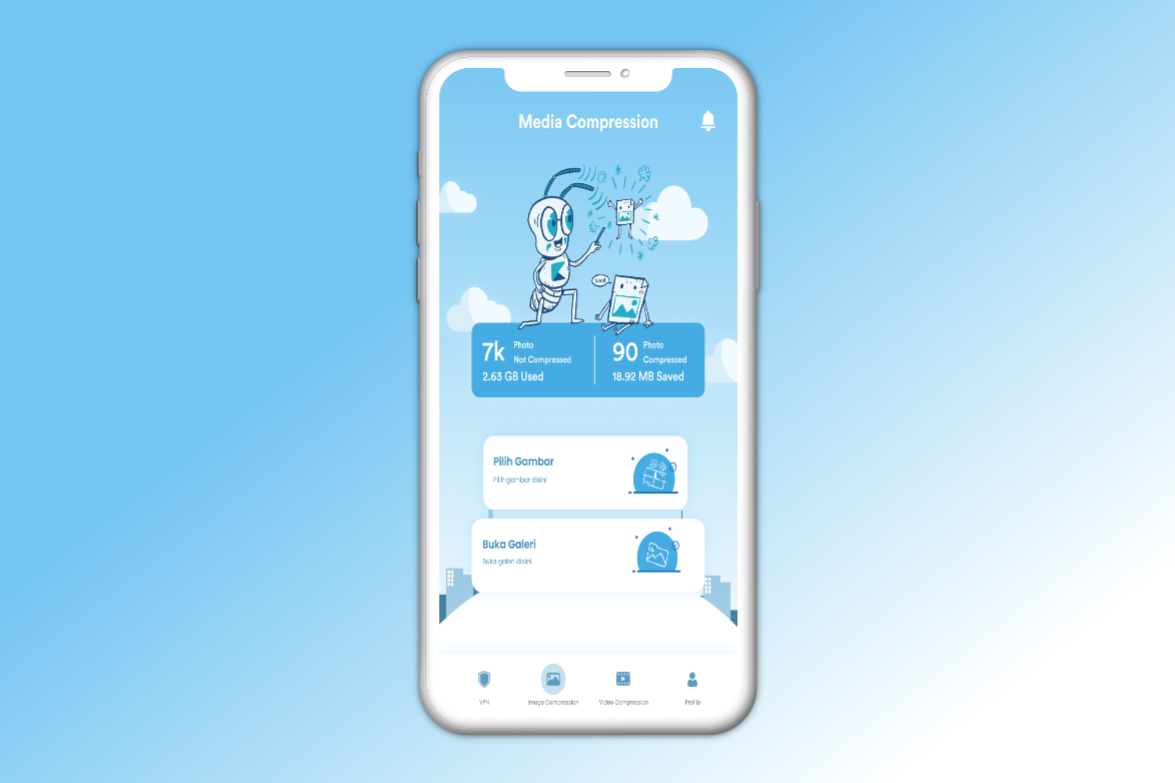 Media Compression
7k Photo
Not Compressed
2.63 GB Used
90 Photo
Compressed
18.92 MB Saved
Pilih Gambar
Pilih gambar disini
Buka Galeri
Buka galeri disini
VPN
Image Compression
Video Compression
Profile